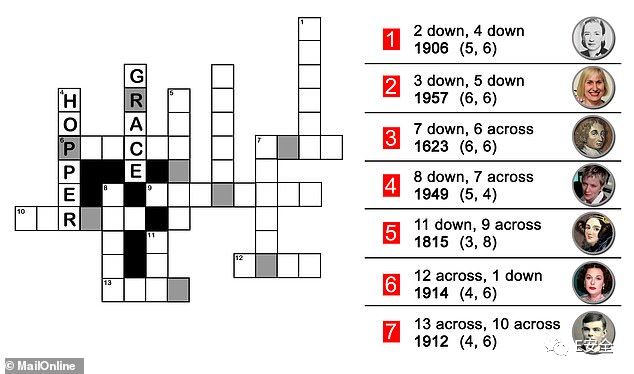 1
G
4
R
5
H
O
A
P
6
C
7
P
E
E
8
9
10
R
11
12
13
1
2 down, 4 down
1906 (5, 6)
2
3 down, 5 down
1957 (6, 6)
3
7 down, 6 across
1623 (6, 6)
4
8 down, 7 across
1949 (5, 4)
5
11 down, 9 across
1815 (3, 8)
6
12 across, 1 down
1914 (4, 6)
7
13 across, 10 across
1912 (4, 6)
E安全
© MailOnline